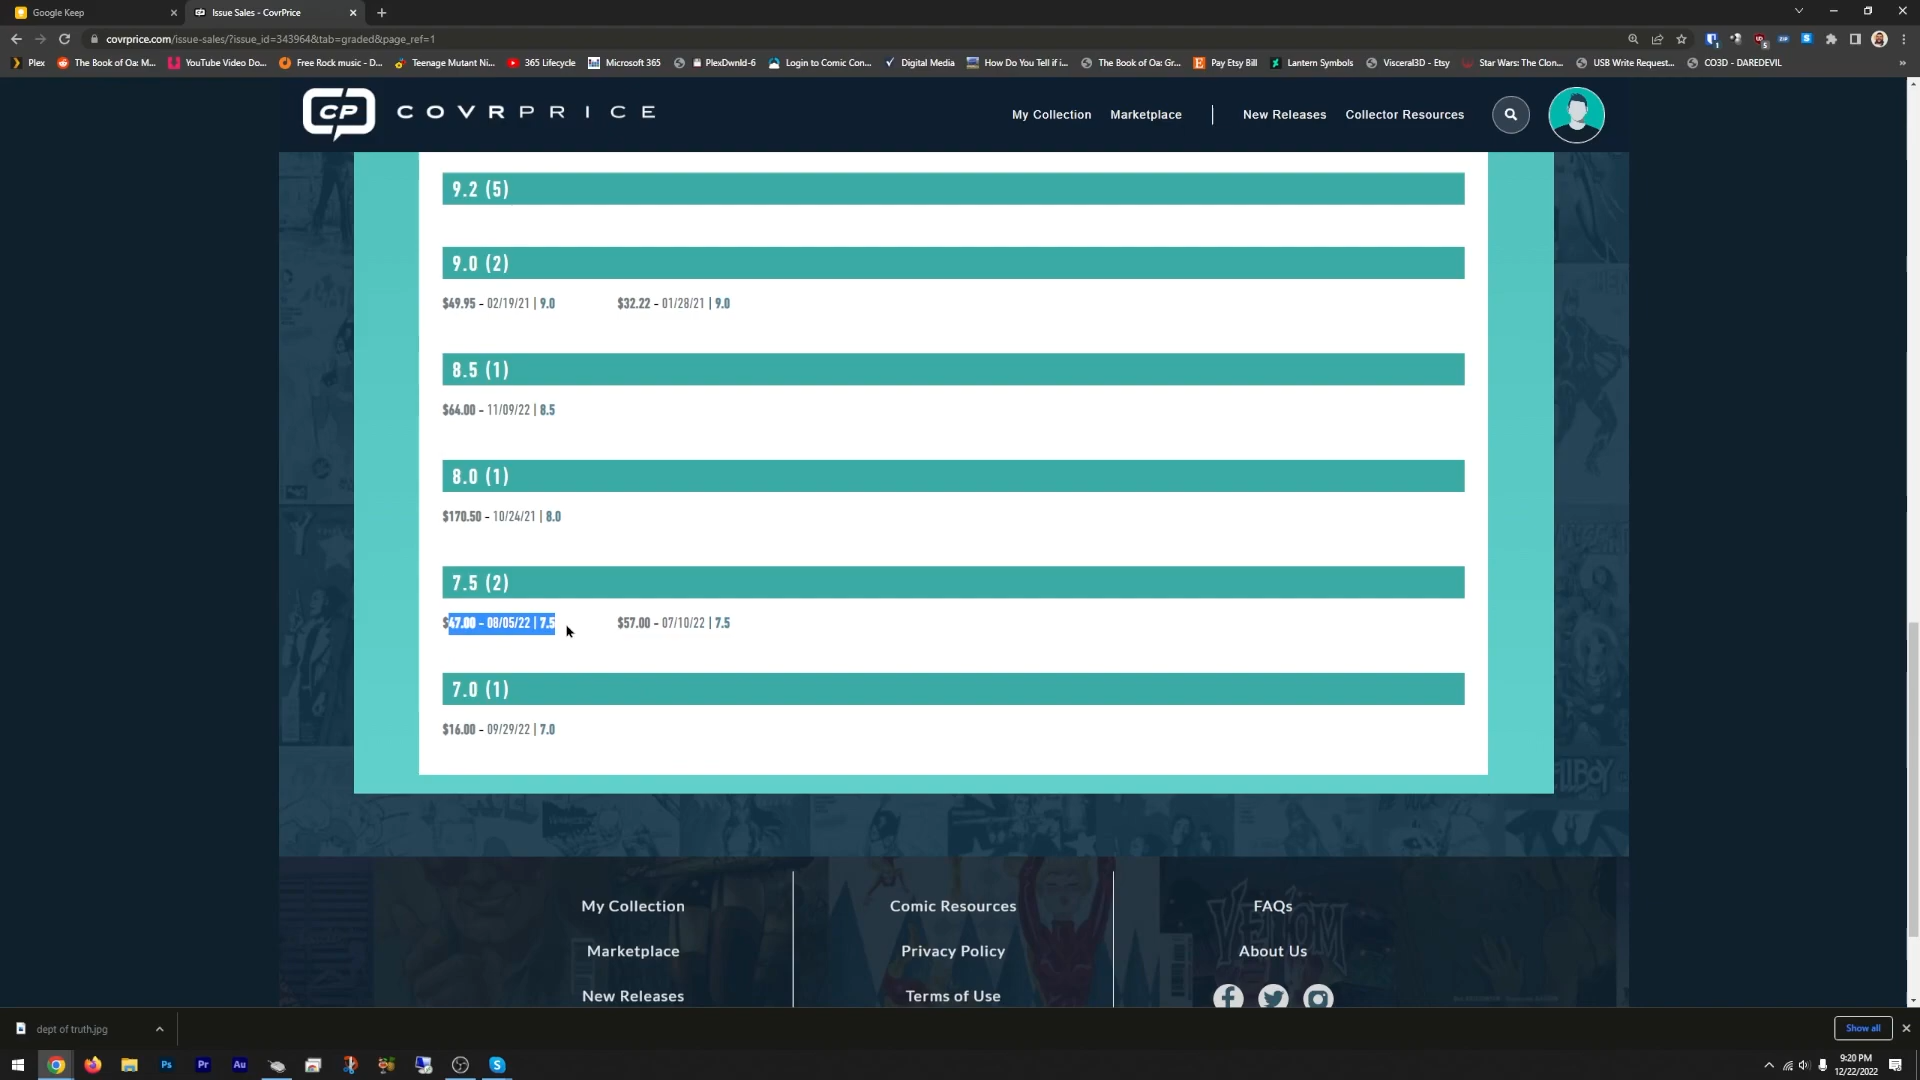 Google Keep
Issue Sales - CovrPrice
covrprice.com/issue-sales/?issue_id=343964&tab=graded&page_ref=1
Plex
The Book of Oa: M...
YouTube Video Do...
Free Rock music - D...
Teenage Mutant Ni...
365 Lifecycle
Microsoft 365
PlexDwnld-6
Login to Comic Con...
Digital Media
How Do You Tell if i...
The Book of Oa: Gr...
Pay Etsy Bill
Lantern Symbols
Visceral3D - Etsy
Star Wars: The Clon...
USB Write Request...
CO3D - DAREDEVIL
CP COVRPRICE
My Collection
Marketplace
New Releases
Collector Resources
9.2 (5)
9.0 (2)
$49.95 - 02/19/21 | 9.0
$32.22 - 01/28/21 | 9.0
8.5 (1)
$64.00 - 11/09/22 | 8.5
8.0 (1)
$170.50 - 10/24/21 | 8.0
7.5 (2)
$47.00 - 08/05/22 | 7.5
$57.00 - 07/10/22 | 7.5
7.0 (1)
$16.00 - 09/29/22 | 7.0
My Collection
Comic Resources
FAQs
Marketplace
Privacy Policy
About Us
New Releases
Terms of Use
dept of truth.jpg
Show all
Ps
Pr
Au
9:20 PM
12/22/2022